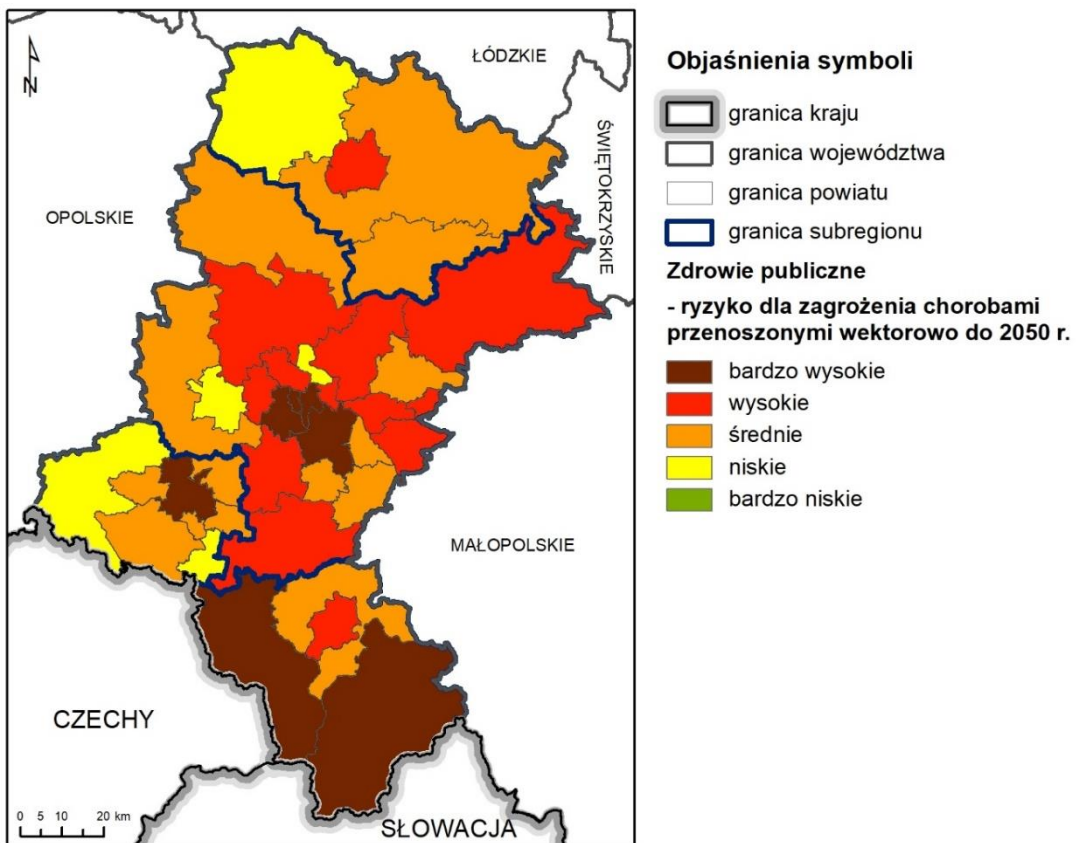 N
ŁÓDZKIE
ŚWIĘTOKRZYSKIE
OPOLSKIE
MAŁOPOLSKIE
CZECHY
SŁOWACJA
0 5 10 20 km
Objaśnienia symboli
granica kraju
granica województwa
granica powiatu
granica subregionu
Zdrowie publiczne
- ryzyko dla zagrożenia chorobami
przenoszonymi wektorowo do 2050 r.
bardzo wysokie
wysokie
średnie
niskie
bardzo niskie